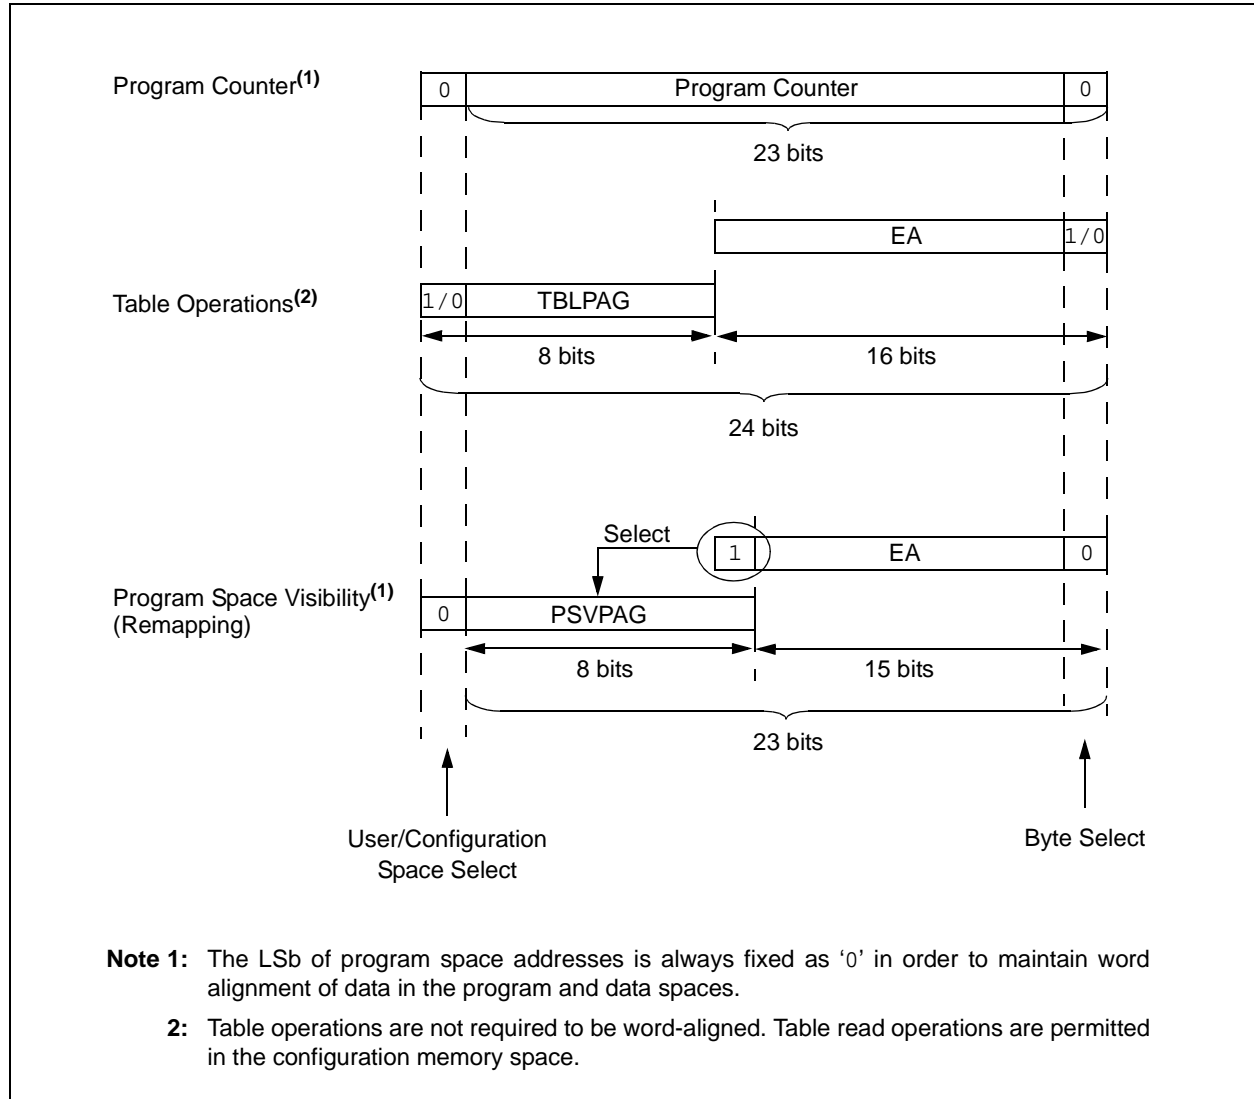 Program Counter(1)
0 Program Counter 0
23 bits
EA 1/0
Table Operations(2)
1/0 TBLPAG
8 bits 16 bits
24 bits
Select
1 EA 0
Program Space Visibility(1)
(Remapping)
0 PSVPAG
8 bits 15 bits
23 bits
User/Configuration
Space Select
Byte Select
Note 1: The LSb of program space addresses is always fixed as ‘0’ in order to maintain word
alignment of data in the program and data spaces.
2: Table operations are not required to be word-aligned. Table read operations are permitted
in the configuration memory space.